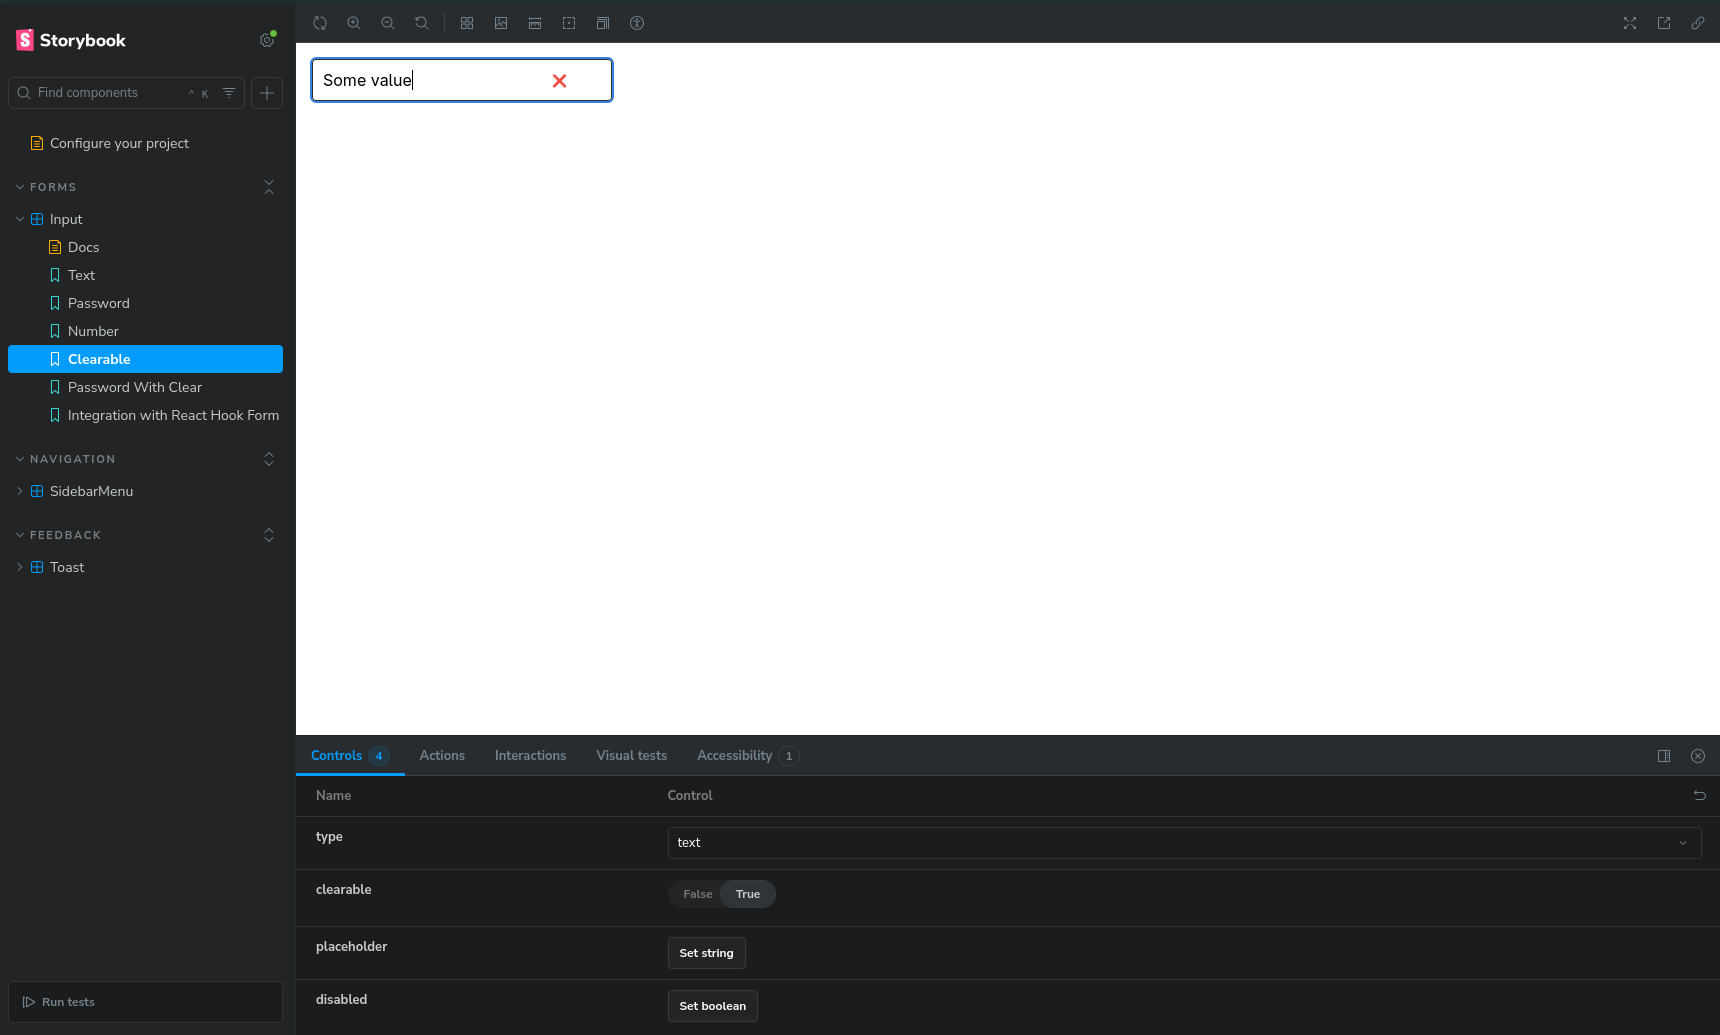 Storybook
Find components ^ K
Configure your project
FORMS
Input
Docs
Text
Password
Number
Clearable
Password With Clear
Integration with React Hook Form
NAVIGATION
SidebarMenu
FEEDBACK
Toast
Run tests
Some value
Controls 4 Actions Interactions Visual tests Accessibility 1
Name Control
type text
clearable False True
placeholder Set string
disabled Set boolean